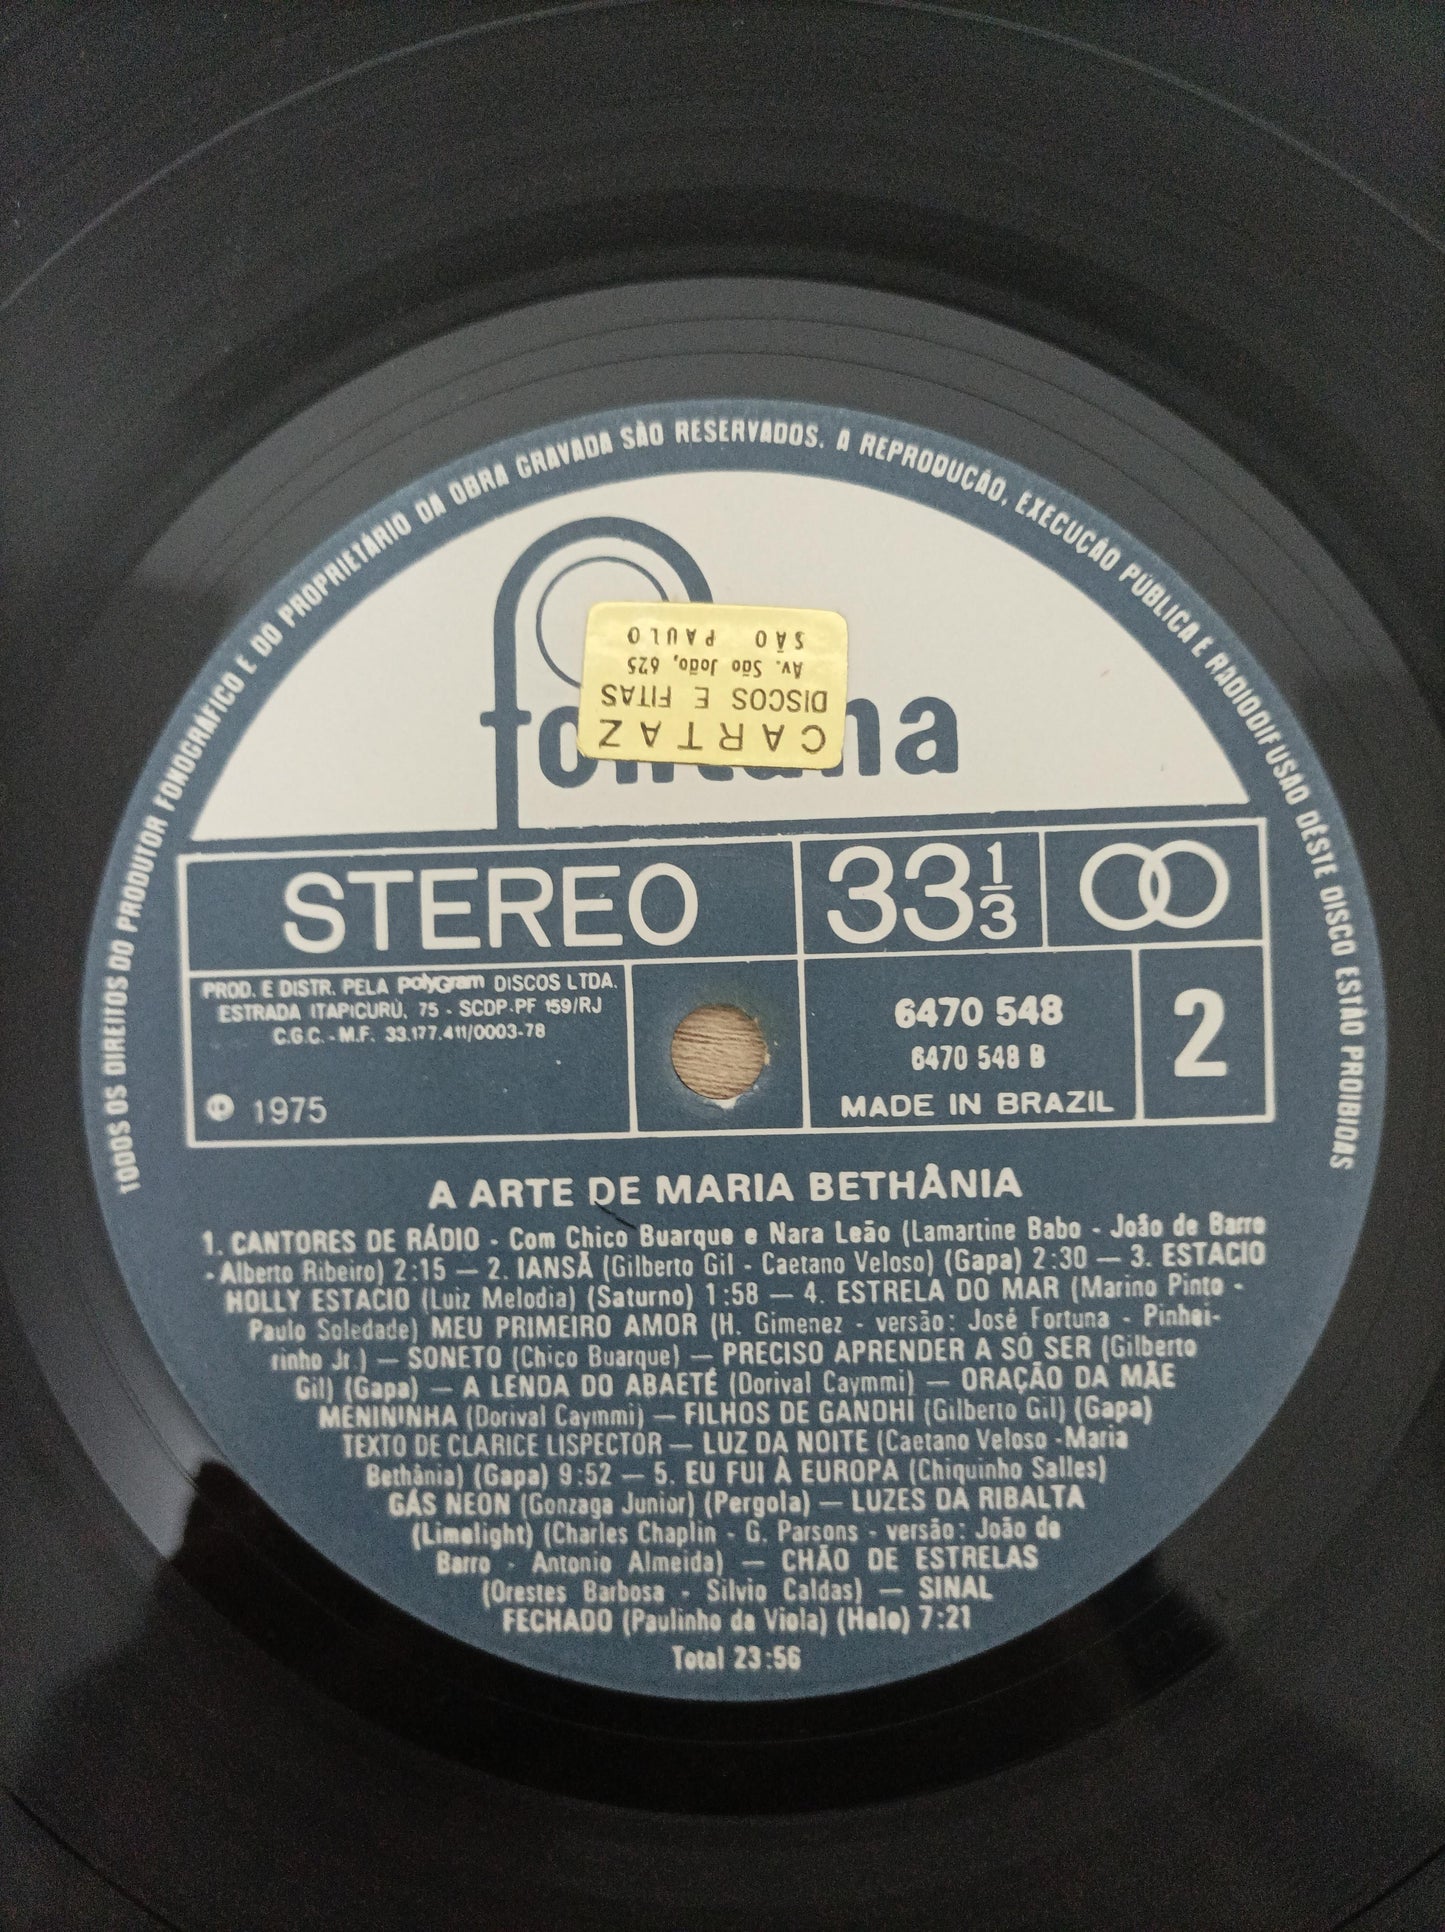 TODOS OS DIREITOS DO PRODUTOR FONOGRÁFICO E DO PROPRIETÁRIO DA OBRA GRAVADA SÃO RESERVADOS. A REPRODUÇÃO, EXECUÇÃO PÚBLICA E RADIODIFUSÃO DÊSTE DISCO ESTÃO PROIBIDAS
CARTAZ
DISCOS E FITAS
Av. São João, 625
SÃO PAULO
STEREO
33 1/3
PROD. E DISTR. PELA PolyGram DISCOS LTDA.
ESTRADA ITAPICURÚ, 75 - SCDP-PF 159/RJ
C.G.C. - M.F. 33.177.411/0003-78
℗ 1975
6470 548
6470 548 B
MADE IN BRAZIL
2
A ARTE DE MARIA BETHÂNIA
1. CANTORES DE RÁDIO - Com Chico Buarque e Nara Leão (Lamartine Babo - João de Barro
- Alberto Ribeiro) 2:15 — 2. IANSÃ (Gilberto Gil - Caetano Veloso) (Gapa) 2:30 — 3. ESTACIO
HOLLY ESTACIO (Luiz Melodia) (Saturno) 1:58 — 4. ESTRELA DO MAR (Marino Pinto -
Paulo Soledade) MEU PRIMEIRO AMOR (H. Gimenez - versão: José Fortuna - Pinhei-
rinho Jr.) — SONETO (Chico Buarque) — PRECISO APRENDER A SÓ SER (Gilberto
Gil) (Gapa) — A LENDA DO ABAETÉ (Dorival Caymmi) — ORAÇÃO DA MÃE
MENININHA (Dorival Caymmi) — FILHOS DE GANDHI (Gilberto Gil) (Gapa)
TEXTO DE CLARICE LISPECTOR — LUZ DA NOITE (Caetano Veloso -Maria
Bethânia) (Gapa) 9:52 — 5. EU FUI À EUROPA (Chiquinho Salles)
GÁS NEON (Gonzaga Junior) (Pergola) — LUZES DA RIBALTA
(Limelight) (Charles Chaplin - G. Parsons - versão: João de
Barro - Antonio Almeida) — CHÃO DE ESTRELAS
(Orestes Barbosa - Silvio Caldas) — SINAL
FECHADO (Paulinho da Viola) (Helo) 7:21
Total 23:56